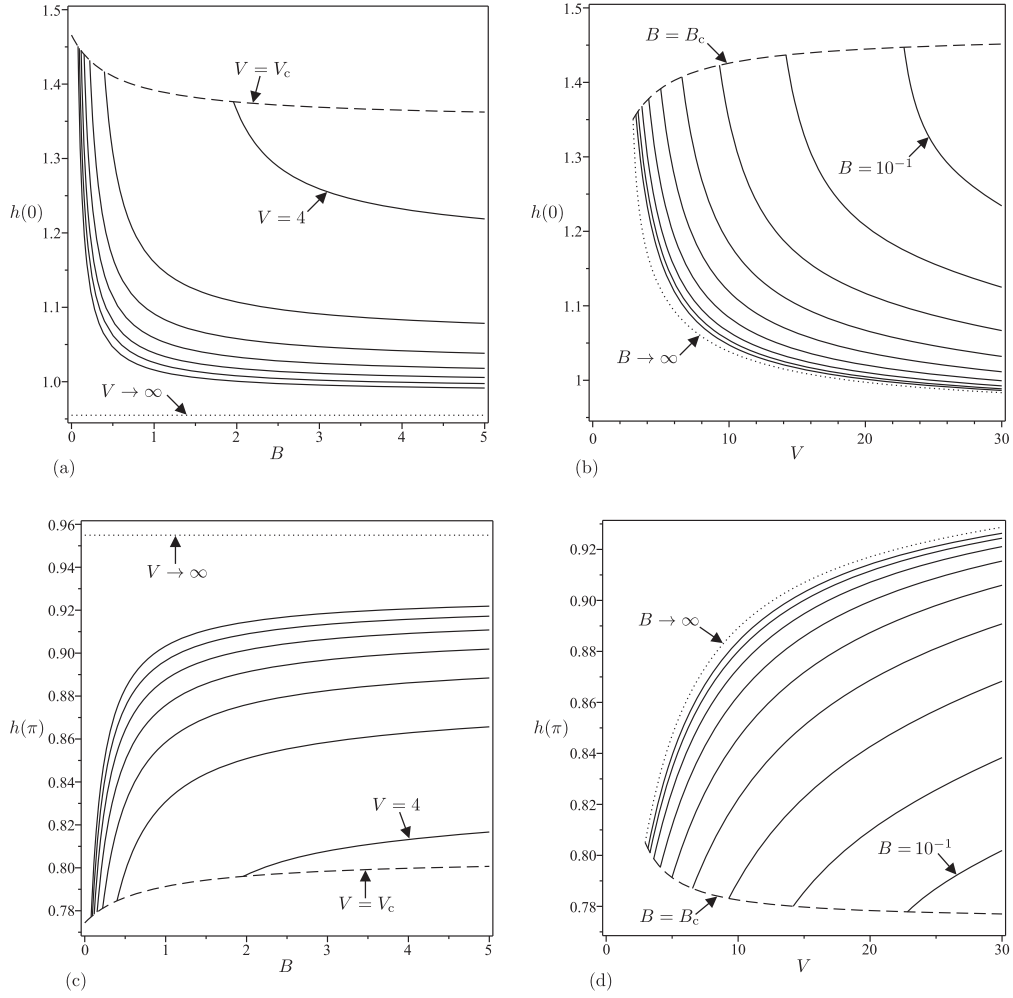 1.5
1.4
1.3
1.2
1.1
1.0
h(0)
V = V_c
V = 4
V → ∞
0 1 2 3 4 5
B
(a)
1.5
1.4
1.3
1.2
1.1
1
h(0)
B = B_c
B = 10^{-1}
B → ∞
0 10 20 30
V
(b)
0.96
0.94
0.92
0.90
0.88
0.86
0.84
0.82
0.80
0.78
h(π)
V → ∞
V = 4
V = V_c
0 1 2 3 4 5
B
(c)
0.92
0.90
0.88
0.86
0.84
0.82
0.80
0.78
h(π)
B → ∞
B = 10^{-1}
B = B_c
0 10 20 30
V
(d)